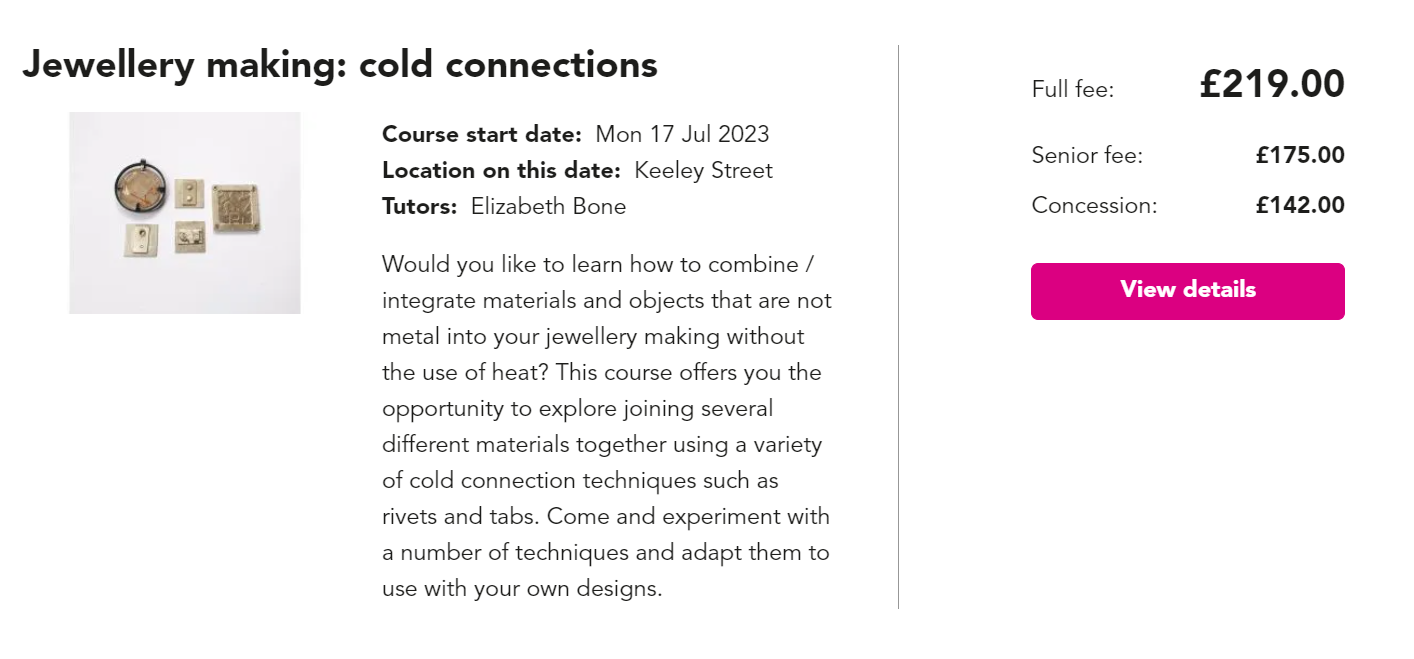 Jewellery making: cold connections
Course start date: Mon 17 Jul 2023
Location on this date: Keeley Street
Tutors: Elizabeth Bone
Would you like to learn how to combine /
integrate materials and objects that are not
metal into your jewellery making without
the use of heat? This course offers you the
opportunity to explore joining several
different materials together using a variety
of cold connection techniques such as
rivets and tabs. Come and experiment with
a number of techniques and adapt them to
use with your own designs.
Full fee: £219.00
Senior fee: £175.00
Concession: £142.00
View details